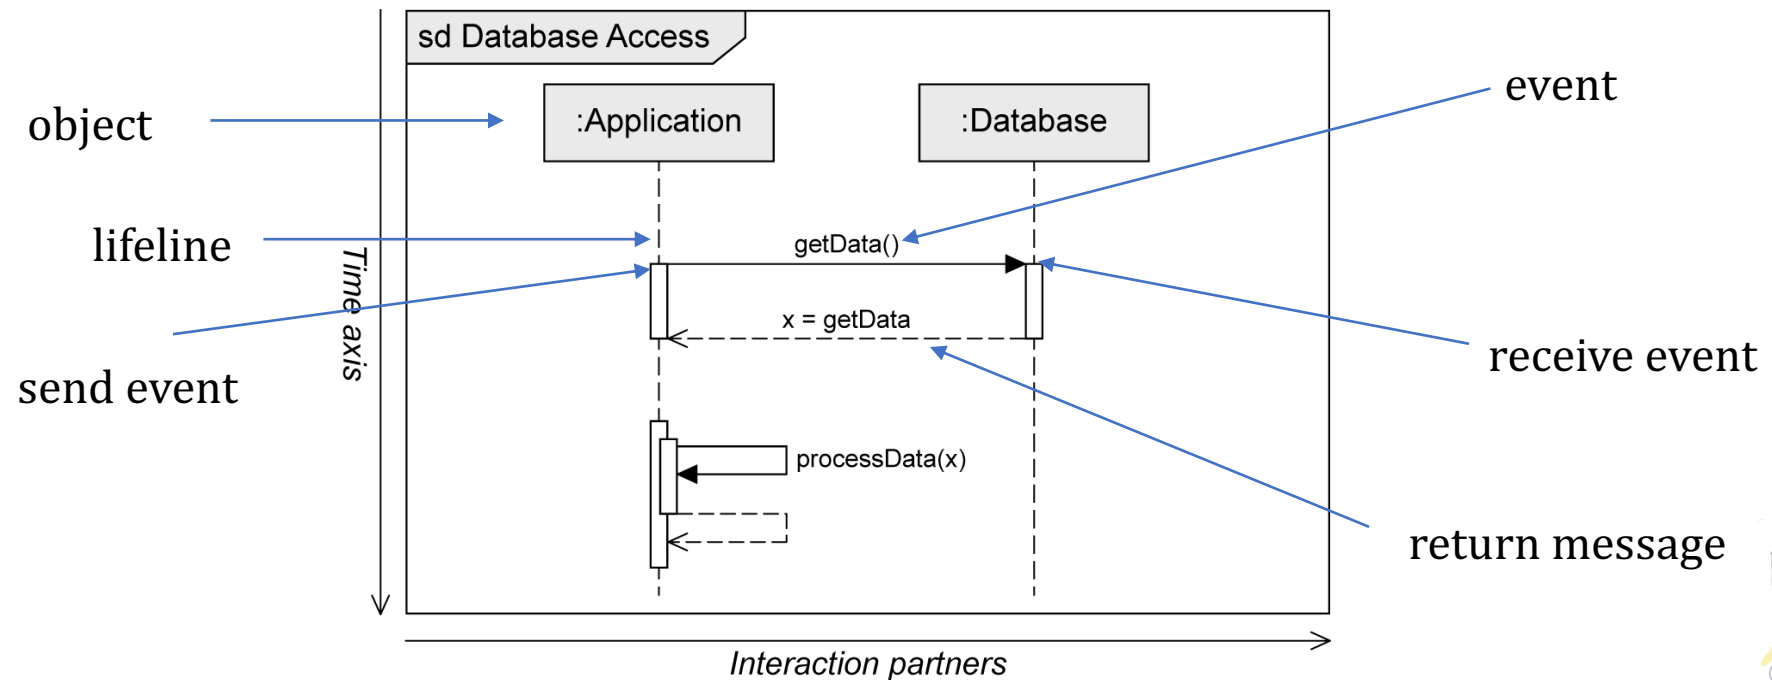 sd Database Access
object
:Application
:Database
event
lifeline
getData()
Time axis
x = getData
send event
receive event
processData(x)
return message
Interaction partners